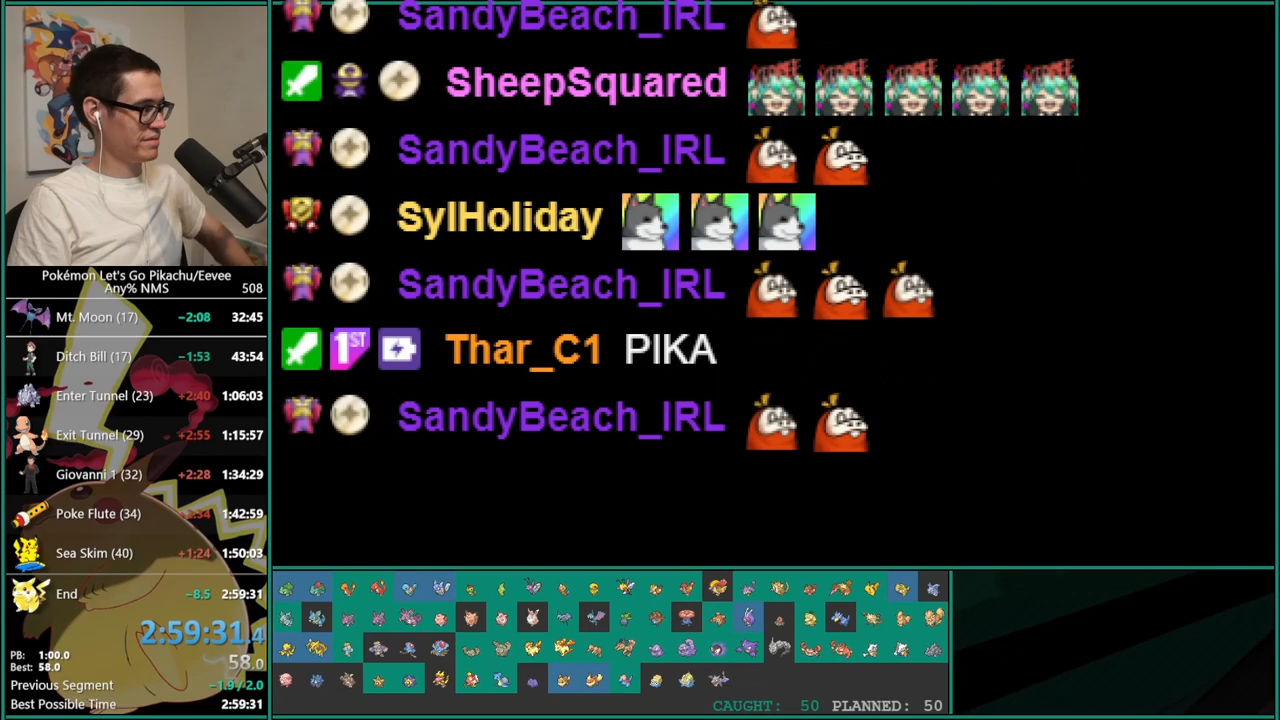 SandyBeach_IRL
SheepSquared
SandyBeach_IRL
SylHoliday
SandyBeach_IRL
1ST Thar_C1 PIKA
SandyBeach_IRL
Pokémon Let's Go Pikachu/Eevee
Any% NMS 508
Mt. Moon (17) −2:08 32:45
Ditch Bill (17) −1:53 43:54
Enter Tunnel (23) +2:40 1:06:03
Exit Tunnel (29) +2:55 1:15:57
Giovanni 1 (32) +2:28 1:34:29
Poke Flute (34) 1:42:59
Sea Skim (40) +1:24 1:50:03
End −8.5 2:59:31
2:59:31.4
PB: 1:00.0
Best: 58.0
58.0
Previous Segment −1.9 / -2.0
Best Possible Time 2:59:31
CAUGHT: 50 PLANNED: 50